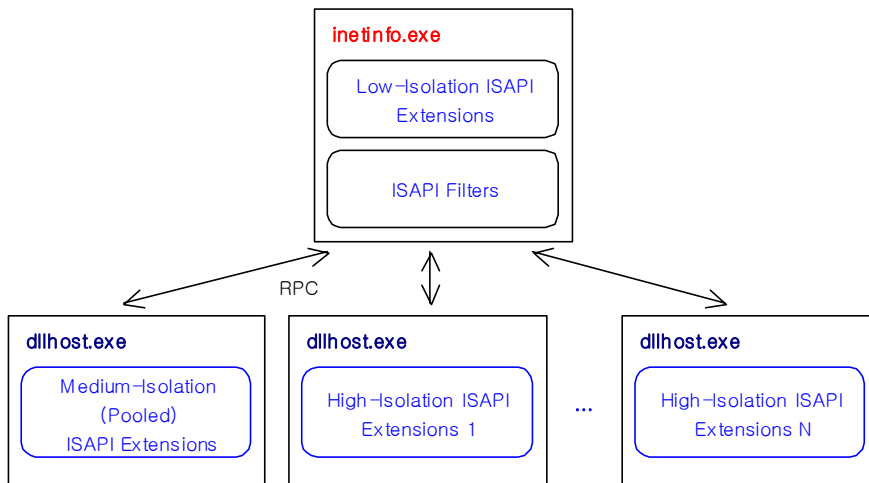 inetinfo.exe
Low-Isolation ISAPI
Extensions
ISAPI Filters
RPC
dllhost.exe
Medium-Isolation
(Pooled)
ISAPI Extensions
dllhost.exe
High-Isolation ISAPI
Extensions 1
...
dllhost.exe
High-Isolation ISAPI
Extensions N